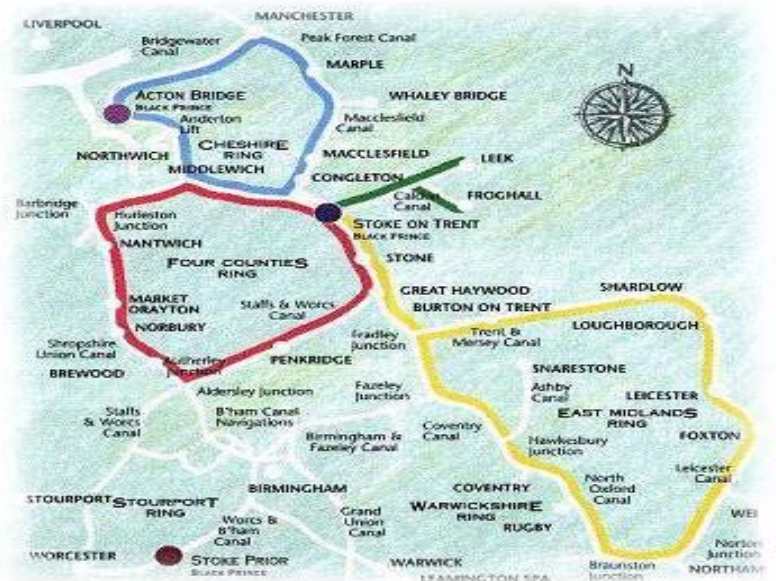 LIVERPOOL
MANCHESTER
Bridgewater
Canal
Peak Forest Canal
MARPLE
N
ACTON BRIDGE
BLACK PRINCE
Anderton
Lift
WHALEY BRIDGE
Macclesfield
Canal
CHESHIRE
RING
NORTHWICH
MIDDLEWICH
MACCLESFIELD
LEEK
CONGLETON
Caldon
Canal
FROGHALL
Barbridge
Junction
Hurleston
Junction
STOKE ON TRENT
BLACK PRINCE
NANTWICH
STONE
FOUR COUNTIES
RING
GREAT HAYWOOD
SHARDLOW
MARKET
DRAYTON
Staffs & Worcs
Canal
BURTON ON TRENT
NORBURY
Fradley
Junction
Trent &
Mersey Canal
LOUGHBOROUGH
Shropshire
Union Canal
Autherley
Junction
PENKRIDGE
SNARESTONE
BREWOOD
Aldersley Junction
Fazeley
Junction
Ashby
Canal
LEICESTER
Staffs
& Worcs
Canal
B'ham Canal
Navigations
EAST MIDLANDS
RING
Birmingham &
Fazeley Canal
Coventry
Canal
Hawkesbury
Junction
FOXTON
Leicester
Canal
BIRMINGHAM
COVENTRY
North
Oxford
Canal
STOURPORT
STOURPORT
RING
Worcs &
B'ham
Canal
Grand
Union
Canal
WARWICKSHIRE
RING
RUGBY
WEL
WORCESTER
STOKE PRIOR
BLACK PRINCE
WARWICK
LEAMINGTON SPA
Braunston
Junction
Norton
Junction
NORTHAM